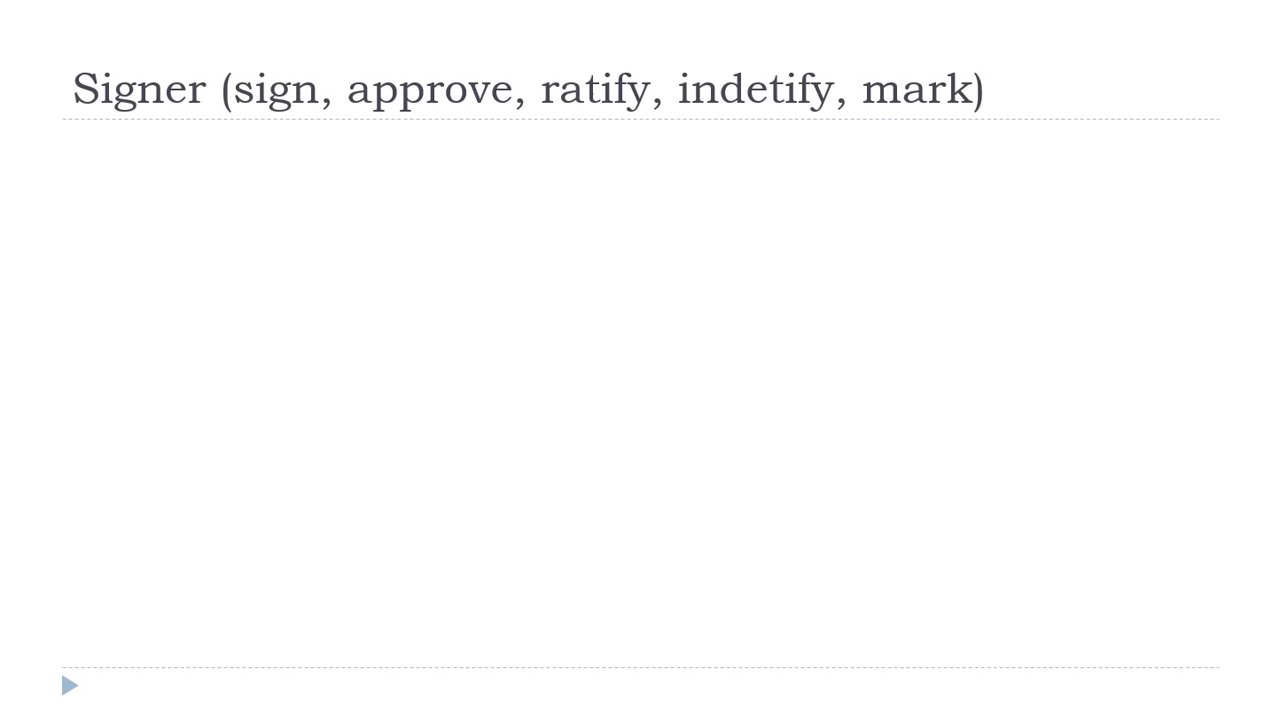 Signer (sign, approve, ratify, indetify, mark)